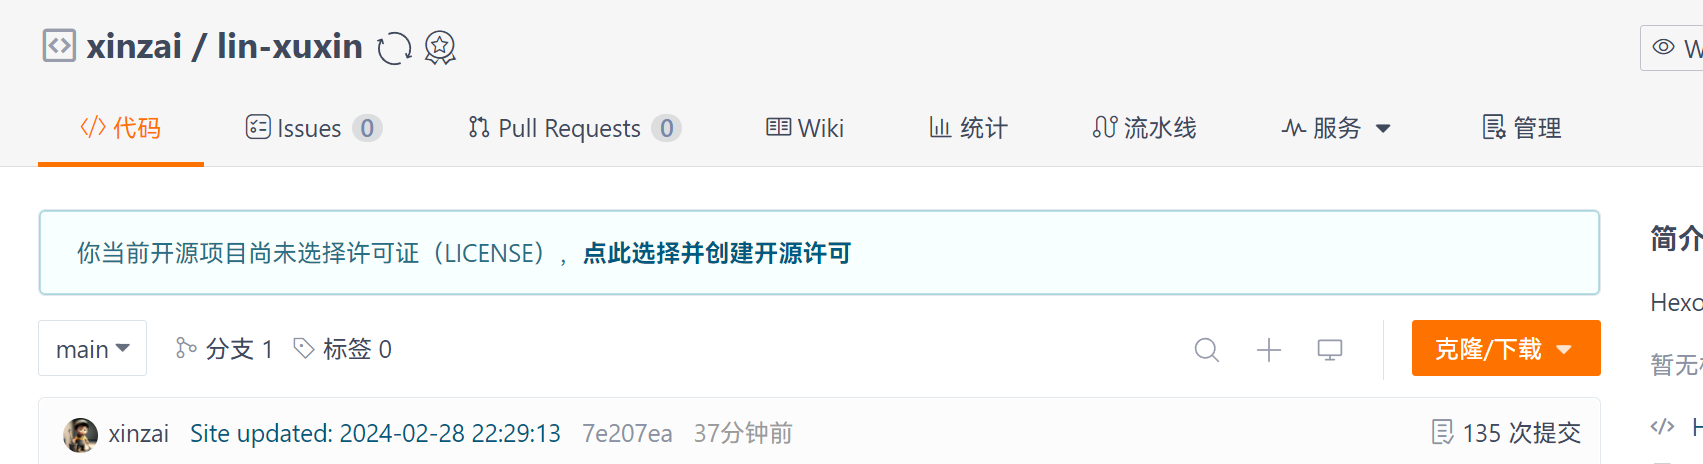 xinzai / lin-xuxin
代码 Issues 0 Pull Requests 0 Wiki 统计 流水线 服务 管理
你当前开源项目尚未选择许可证（LICENSE），点此选择并创建开源许可
简介
main 分支 1 标签 0 克隆/下载
Hexo
暂无
xinzai Site updated: 2024-02-28 22:29:13 7e207ea 37分钟前 135 次提交